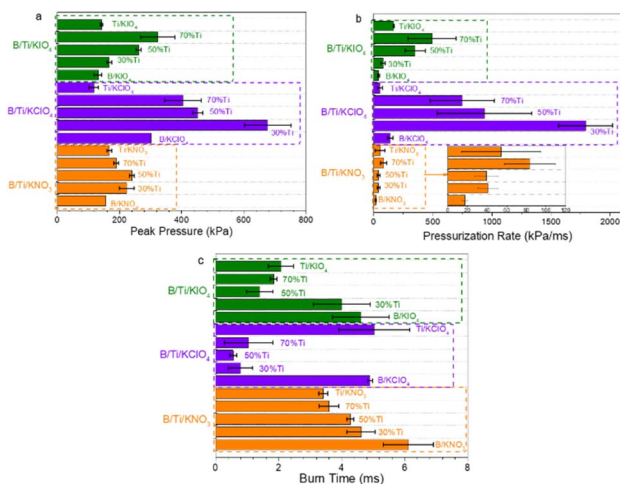 a
Ti/KIO₄
70%Ti
B/Ti/KIO₄
50%Ti
30%Ti
B/KIO₄
Ti/KClO₄
70%Ti
B/Ti/KClO₄
50%Ti
30%Ti
B/KClO₄
Ti/KNO₃
70%Ti
B/Ti/KNO₃
50%Ti
30%Ti
B/KNO₃
0 200 400 600 800
Peak Pressure (kPa)
b
Ti/KIO₄
70%Ti
B/Ti/KIO₄
50%Ti
30%Ti
B/KIO₄
Ti/KClO₄
70%Ti
B/Ti/KClO₄
50%Ti
30%Ti
B/KClO₄
Ti/KNO₃
70%Ti
B/Ti/KNO₃
50%Ti
30%Ti
B/KNO₃
0 20 40 60 80 100 120
0 500 1000 1500 2000
Pressurization Rate (kPa/ms)
c
Ti/KIO₄
70%Ti
B/Ti/KIO₄
50%Ti
30%Ti
B/KIO₄
Ti/KClO₄
70%Ti
B/Ti/KClO₄
50%Ti
30%Ti
B/KClO₄
Ti/KNO₃
70%Ti
B/Ti/KNO₃
50%Ti
30%Ti
B/KNO₃
0 2 4 6 8
Burn Time (ms)